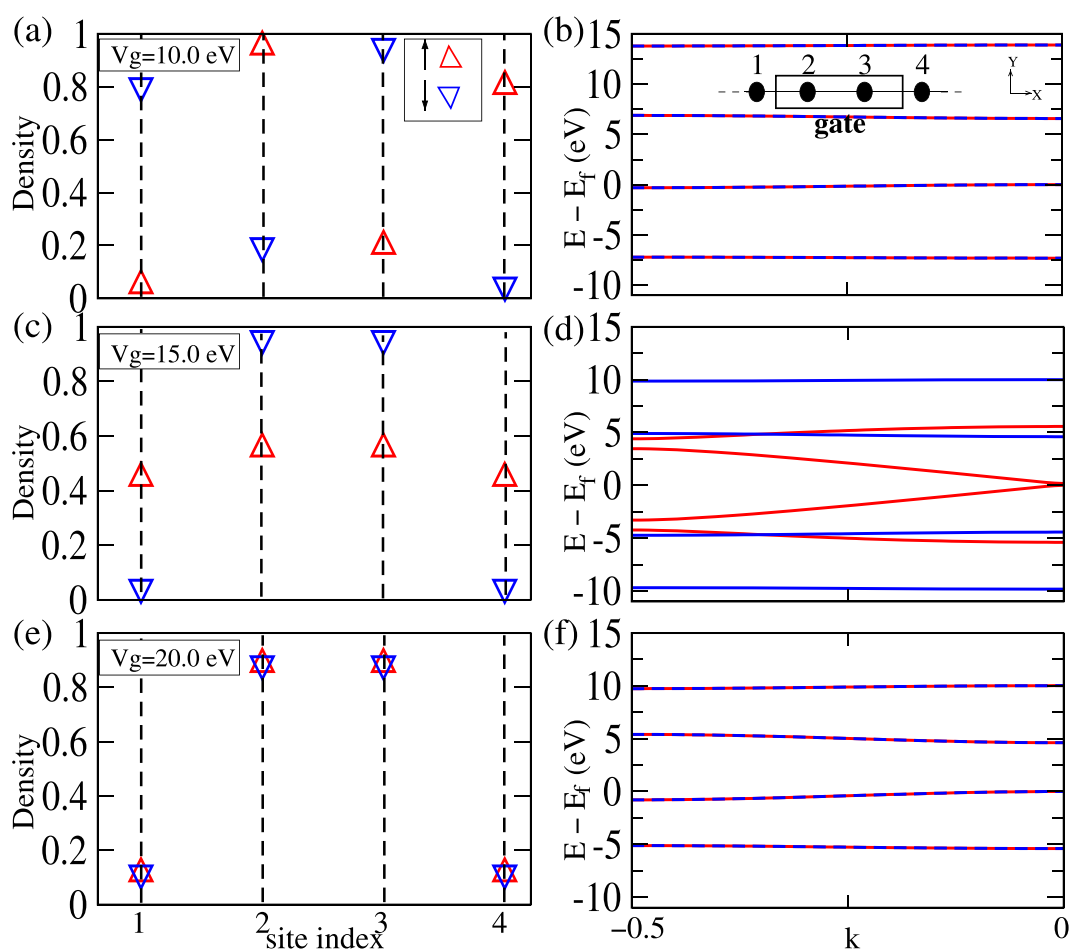 (a)
Vg=10.0 eV
1
0.8
0.6
0.4
0.2
0
Density
(b)
15
10
5
0
-5
-10
E − E_f (eV)
1 2 3 4
gate
Y
X
(c)
Vg=15.0 eV
1
0.8
0.6
0.4
0.2
0
Density
(d)
15
10
5
0
-5
-10
E − E_f (eV)
(e)
Vg=20.0 eV
1
0.8
0.6
0.4
0.2
0
Density
1 2 3 4
site index
(f)
15
10
5
0
-5
-10
E − E_f (eV)
-0.5 0
k